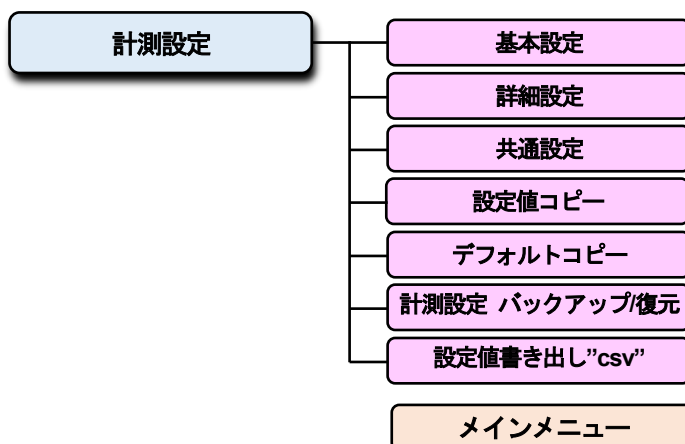 計測設定
基本設定
詳細設定
共通設定
設定値コピー
デフォルトコピー
計測設定 バックアップ/復元
設定値書き出し”csv”
メインメニュー